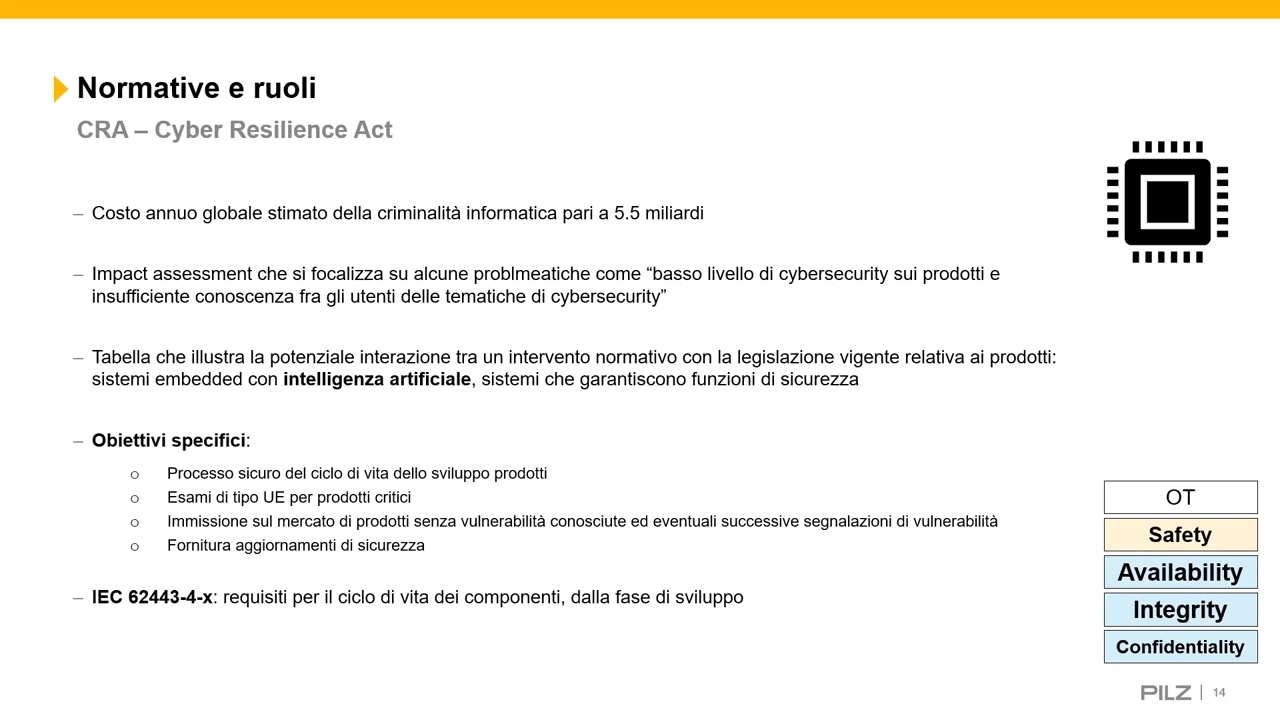 Normative e ruoli
CRA – Cyber Resilience Act
– Costo annuo globale stimato della criminalità informatica pari a 5.5 miliardi
– Impact assessment che si focalizza su alcune problmeatiche come “basso livello di cybersecurity sui prodotti e
insufficiente conoscenza fra gli utenti delle tematiche di cybersecurity”
– Tabella che illustra la potenziale interazione tra un intervento normativo con la legislazione vigente relativa ai prodotti:
sistemi embedded con intelligenza artificiale, sistemi che garantiscono funzioni di sicurezza
– Obiettivi specifici:
o Processo sicuro del ciclo di vita dello sviluppo prodotti
o Esami di tipo UE per prodotti critici
o Immissione sul mercato di prodotti senza vulnerabilità conosciute ed eventuali successive segnalazioni di vulnerabilità
o Fornitura aggiornamenti di sicurezza
– IEC 62443-4-x: requisiti per il ciclo di vita dei componenti, dalla fase di sviluppo
OT
Safety
Availability
Integrity
Confidentiality
PILZ | 14